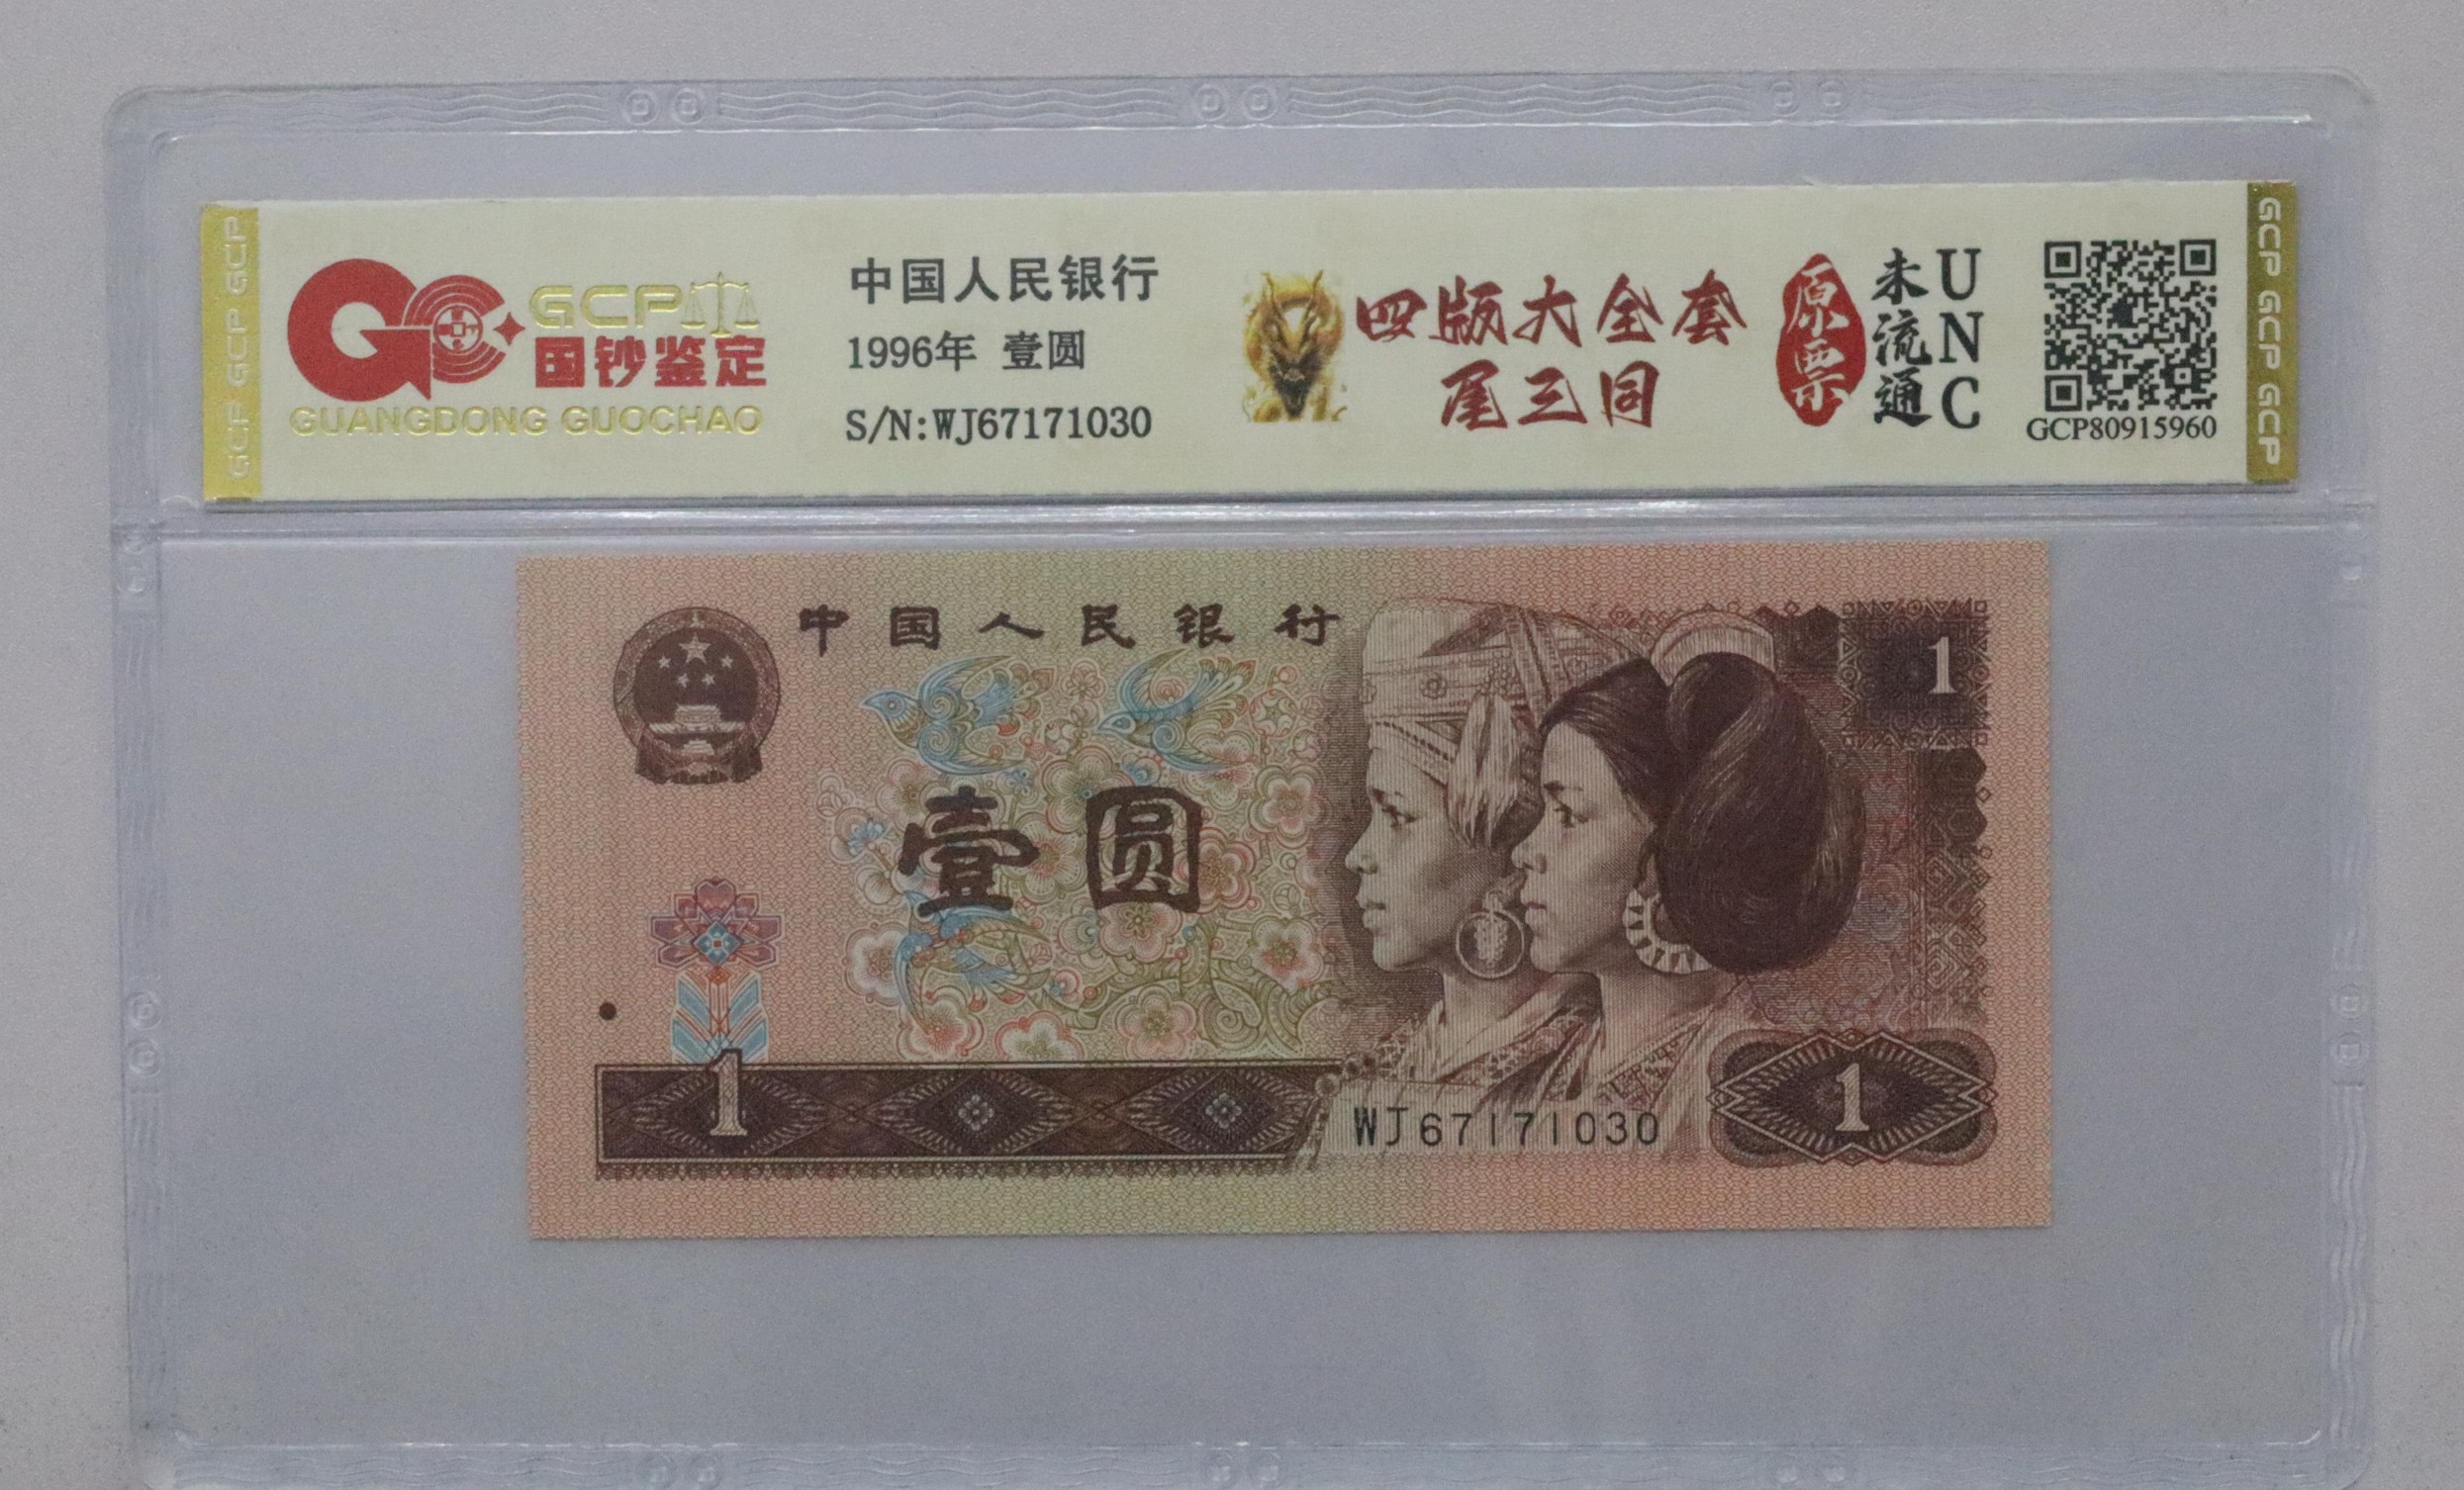 GCP
国钞鉴定
GUANGDONG GUOCHAO
中国人民银行
1996年 壹圆
S/N:WJ67171030
四版大全套
尾三同
原票
未流通
UNC
GCP80915960
GCP GCP GCP
GCP GCP GCP
中国人民银行
1
壹圆
1
WJ67171030
1